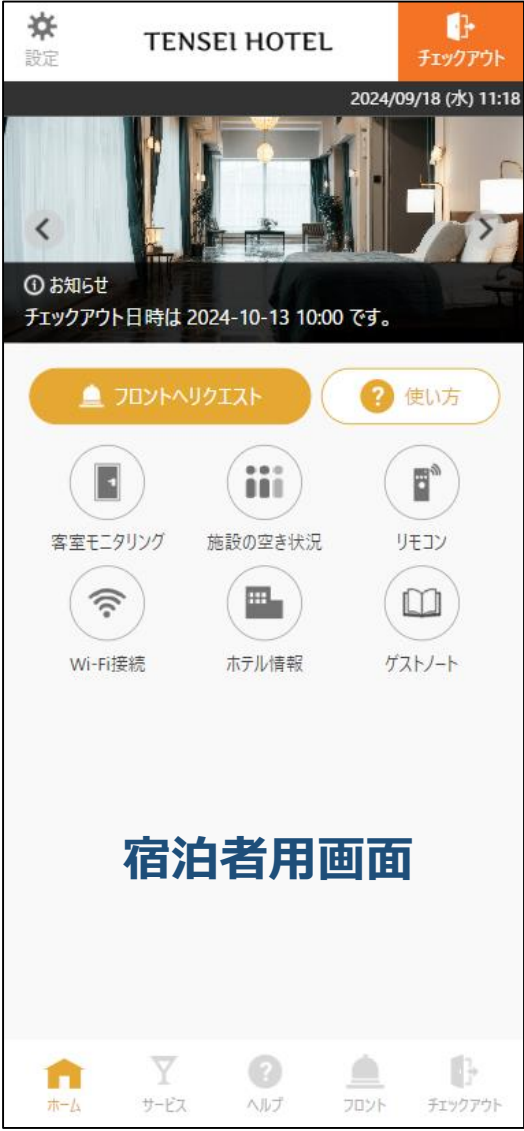 設定
TENSEI HOTEL
チェックアウト
2024/09/18 (水) 11:18
お知らせ
チェックアウト日時は 2024-10-13 10:00 です。
フロントへリクエスト
? 使い方
客室モニタリング
施設の空き状況
リモコン
Wi-Fi接続
ホテル情報
ゲストノート
宿泊者用画面
ホーム
サービス
ヘルプ
フロント
チェックアウト